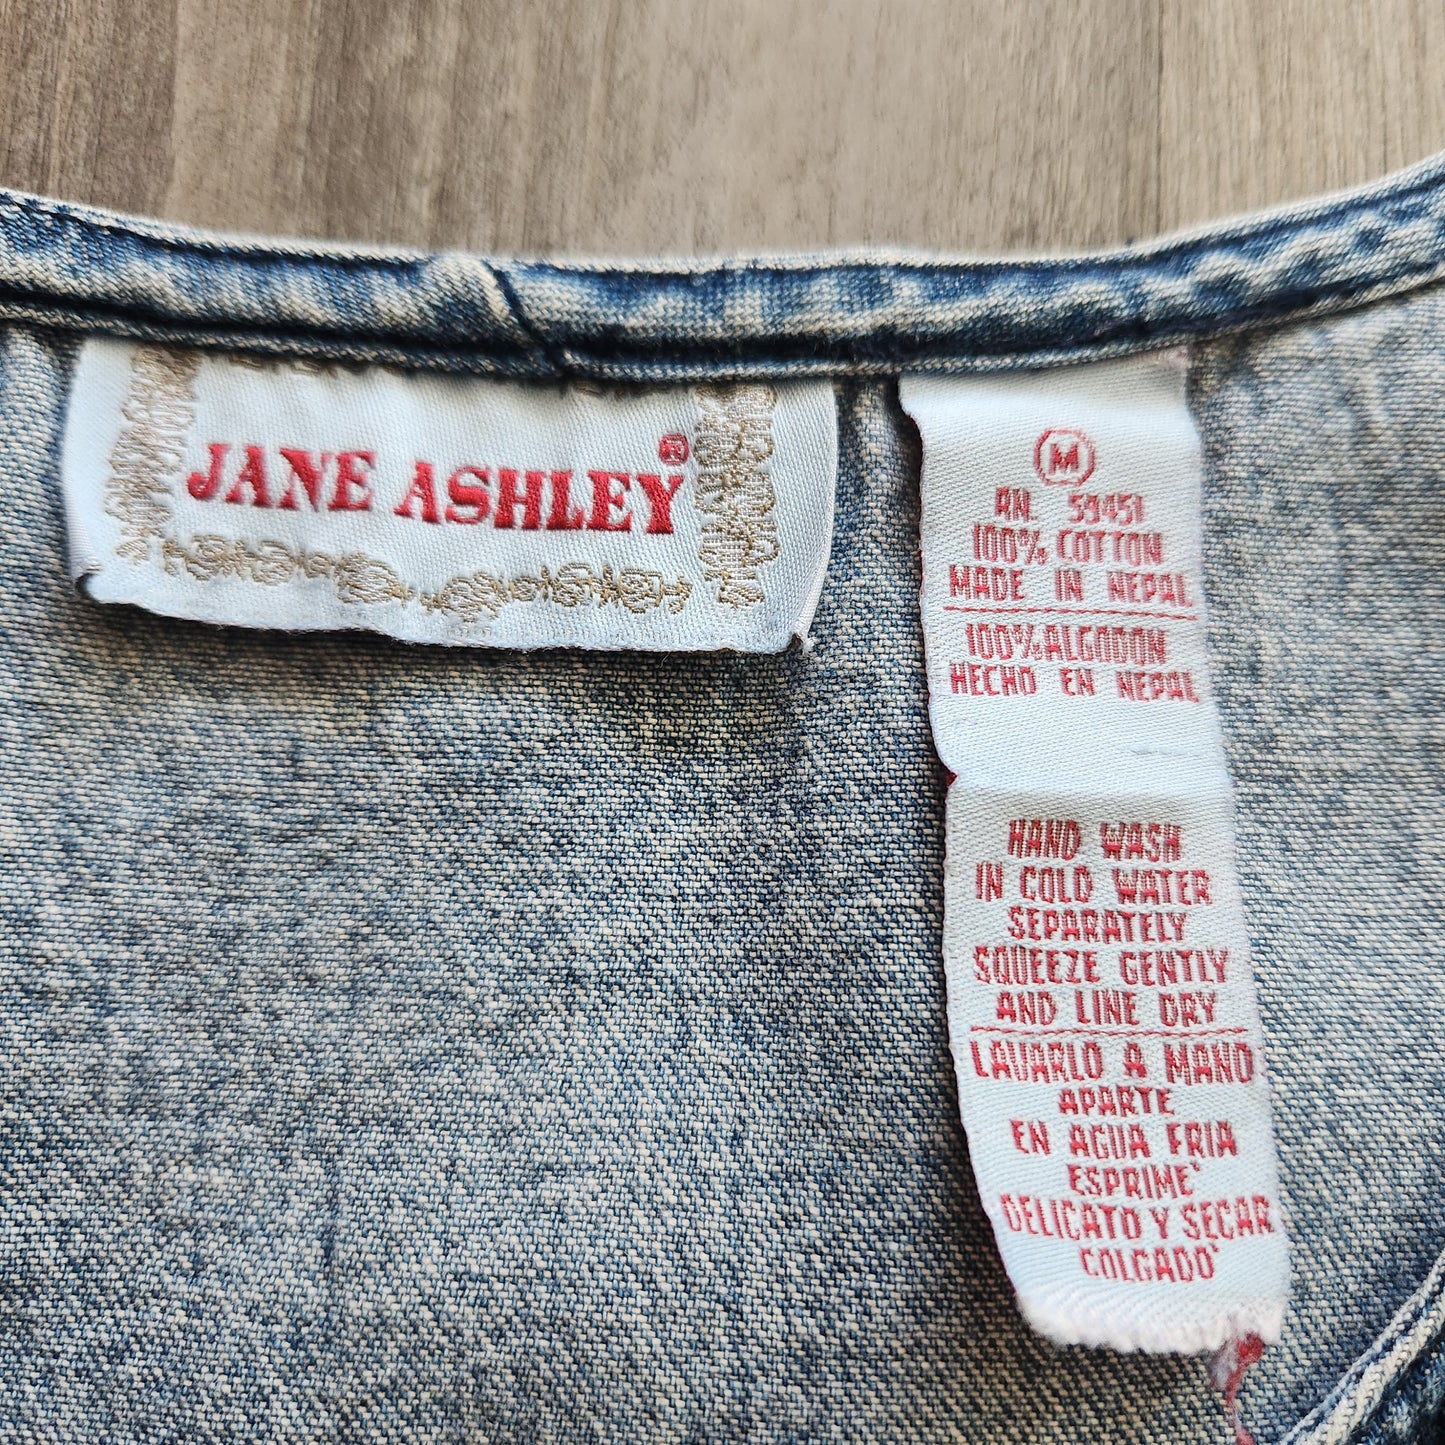 JANE ASHLEY®
M
RN. 59451
100% COTTON
MADE IN NEPAL
100% ALGODON
HECHO EN NEPAL
HAND WASH
IN COLD WATER
SEPARATELY
SQUEEZE GENTLY
AND LINE DRY
LAVARLO A MANO
APARTE
EN AGUA FRIA
ESPRIME`
DELICATO Y SECAR
COLGADO`